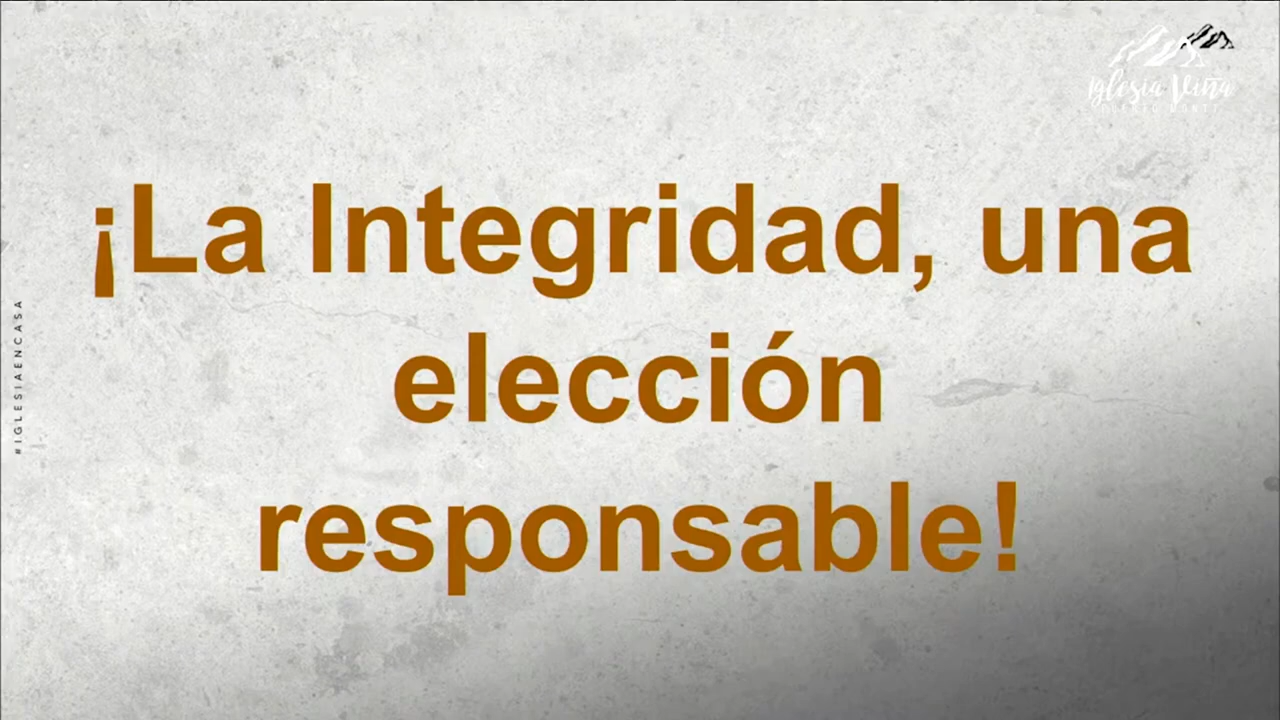 Iglesia Viña
¡La Integridad, una
elección
responsable!
#IGLESIAENCASA